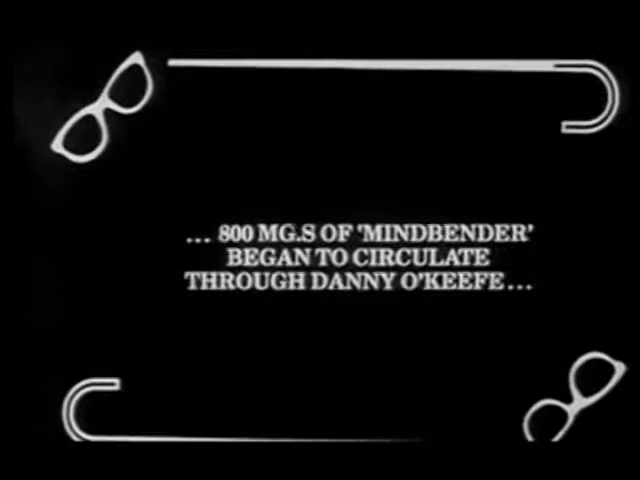 ... 800 MG.S OF 'MINDBENDER'
BEGAN TO CIRCULATE
THROUGH DANNY O'KEEFE...